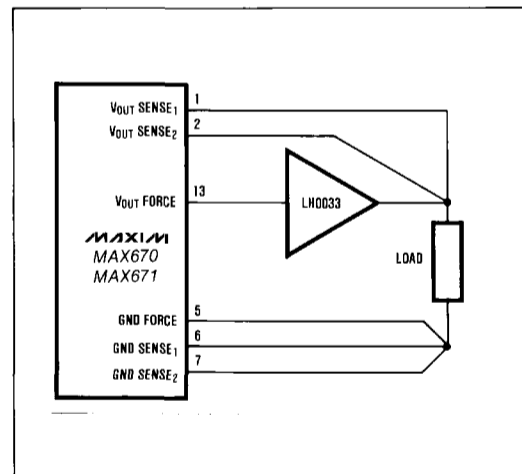 1
VOUT SENSE1
2
VOUT SENSE2
13
VOUT FORCE
LH0033
MAXIM
MAX670
MAX671
LOAD
5
GND FORCE
6
GND SENSE1
7
GND SENSE2